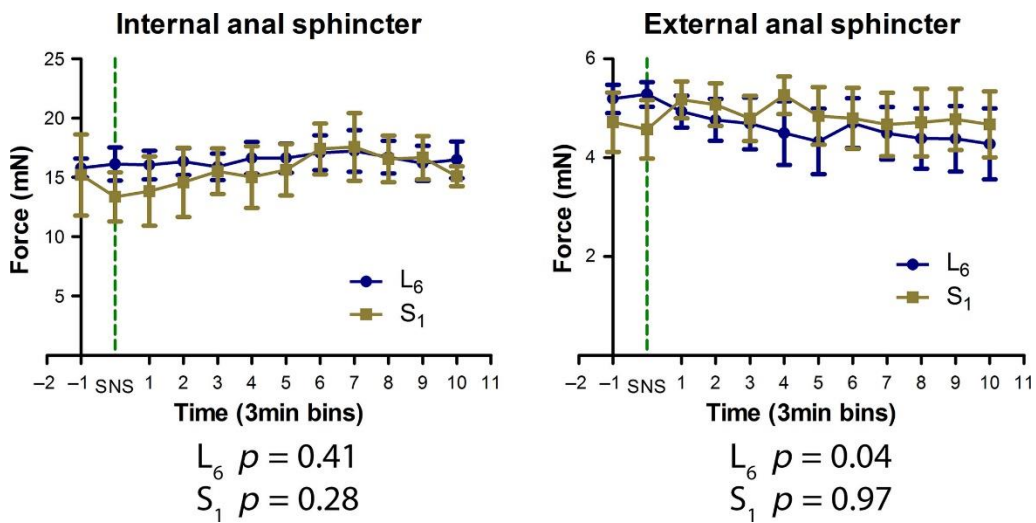 Internal anal sphincter
25
20
15
10
5
Force (mN)
L₆
S₁
–2 –1 SNS 1 2 3 4 5 6 7 8 9 10 11
Time (3min bins)
L₆ p = 0.41
S₁ p = 0.28
External anal sphincter
6
4
2
Force (mN)
L₆
S₁
–2 –1 SNS 1 2 3 4 5 6 7 8 9 10 11
Time (3min bins)
L₆ p = 0.04
S₁ p = 0.97